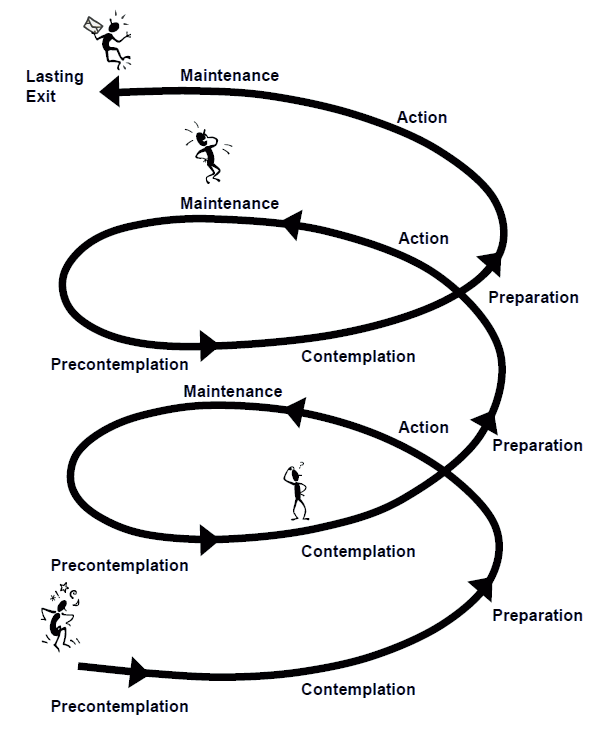 Lasting
Exit
Maintenance
Action
Maintenance
Action
Preparation
Precontemplation
Contemplation
Maintenance
Action
Preparation
?
Precontemplation
Contemplation
Preparation
Precontemplation
Contemplation